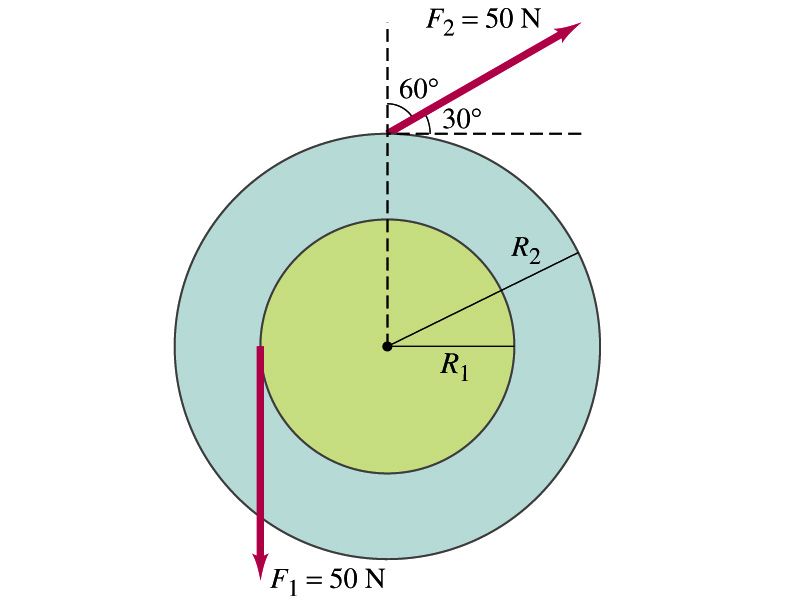 F₂ = 50 N
60°
30°
R₂
R₁
F₁ = 50 N